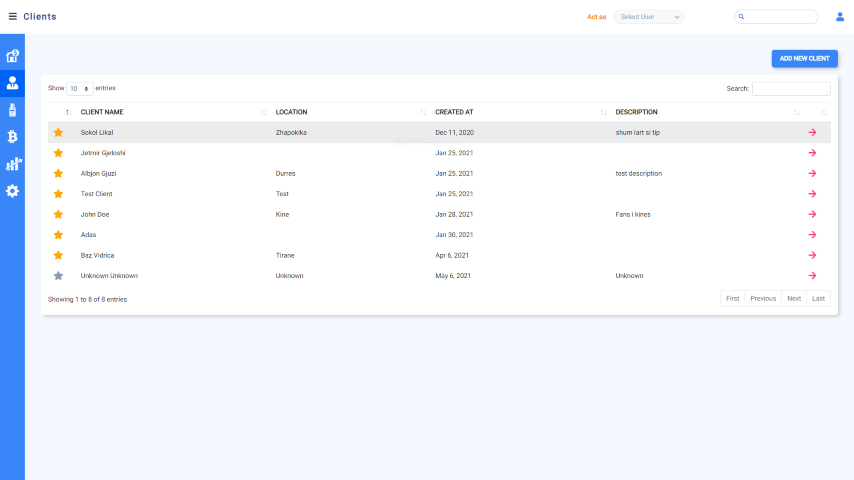 Clients
Act as
Select User
ADD NEW CLIENT
Show 10 entries
Search:
CLIENT NAME LOCATION CREATED AT DESCRIPTION
Sokol Likal Zhapokika Dec 11, 2020 shum lart si tip
Jetmir Gjeloshi Jan 25, 2021
Albjon Gjuzi Durres Jan 25, 2021 test description
Test Client Test Jan 25, 2021
John Doe Kine Jan 28, 2021 Fans i kines
Adas Jan 30, 2021
Baz Vidrica Tirane Apr 6, 2021
Unknown Unknown Unknown May 6, 2021 Unknown
Showing 1 to 8 of 8 entries
First Previous Next Last